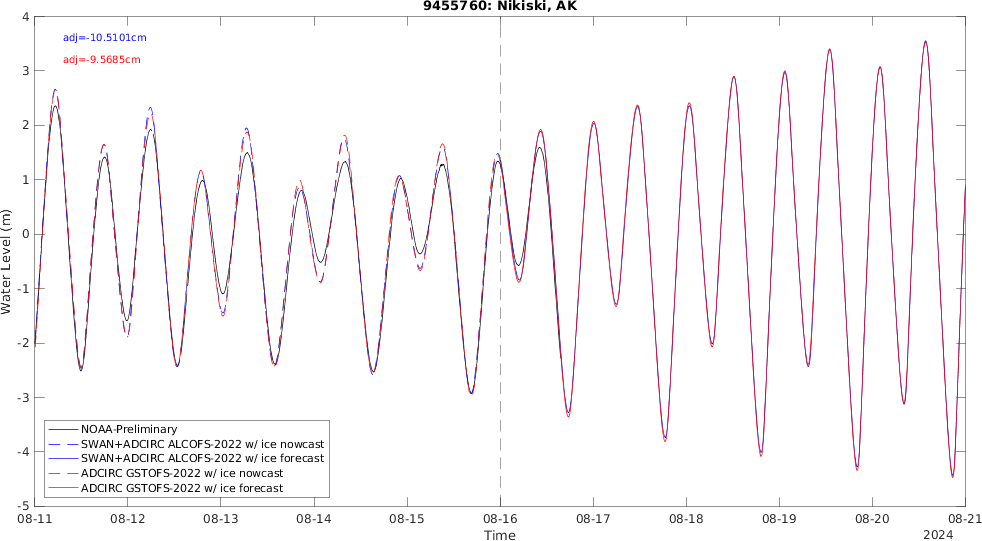 9455760: Nikiski, AK
adj=-10.5101cm
adj=-9.5685cm
4
3
2
1
0
-1
-2
-3
-4
-5
Water Level (m)
NOAA-Preliminary
SWAN+ADCIRC ALCOFS-2022 w/ ice nowcast
SWAN+ADCIRC ALCOFS-2022 w/ ice forecast
ADCIRC GSTOFS-2022 w/ ice nowcast
ADCIRC GSTOFS-2022 w/ ice forecast
08-11 08-12 08-13 08-14 08-15 08-16 08-17 08-18 08-19 08-20 08-21
Time
2024